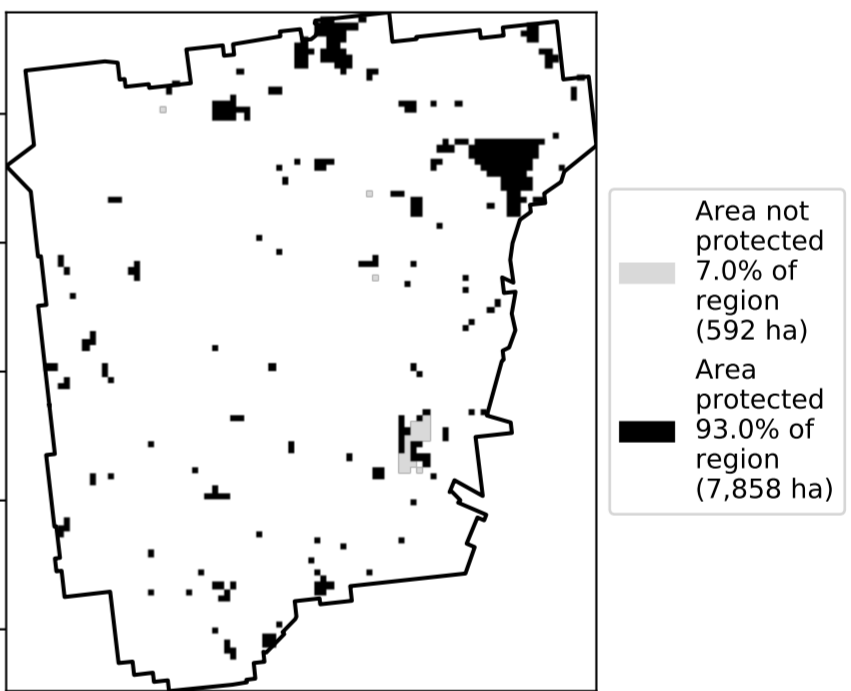 Area not
protected
7.0% of
region
(592 ha)
Area
protected
93.0% of
region
(7,858 ha)